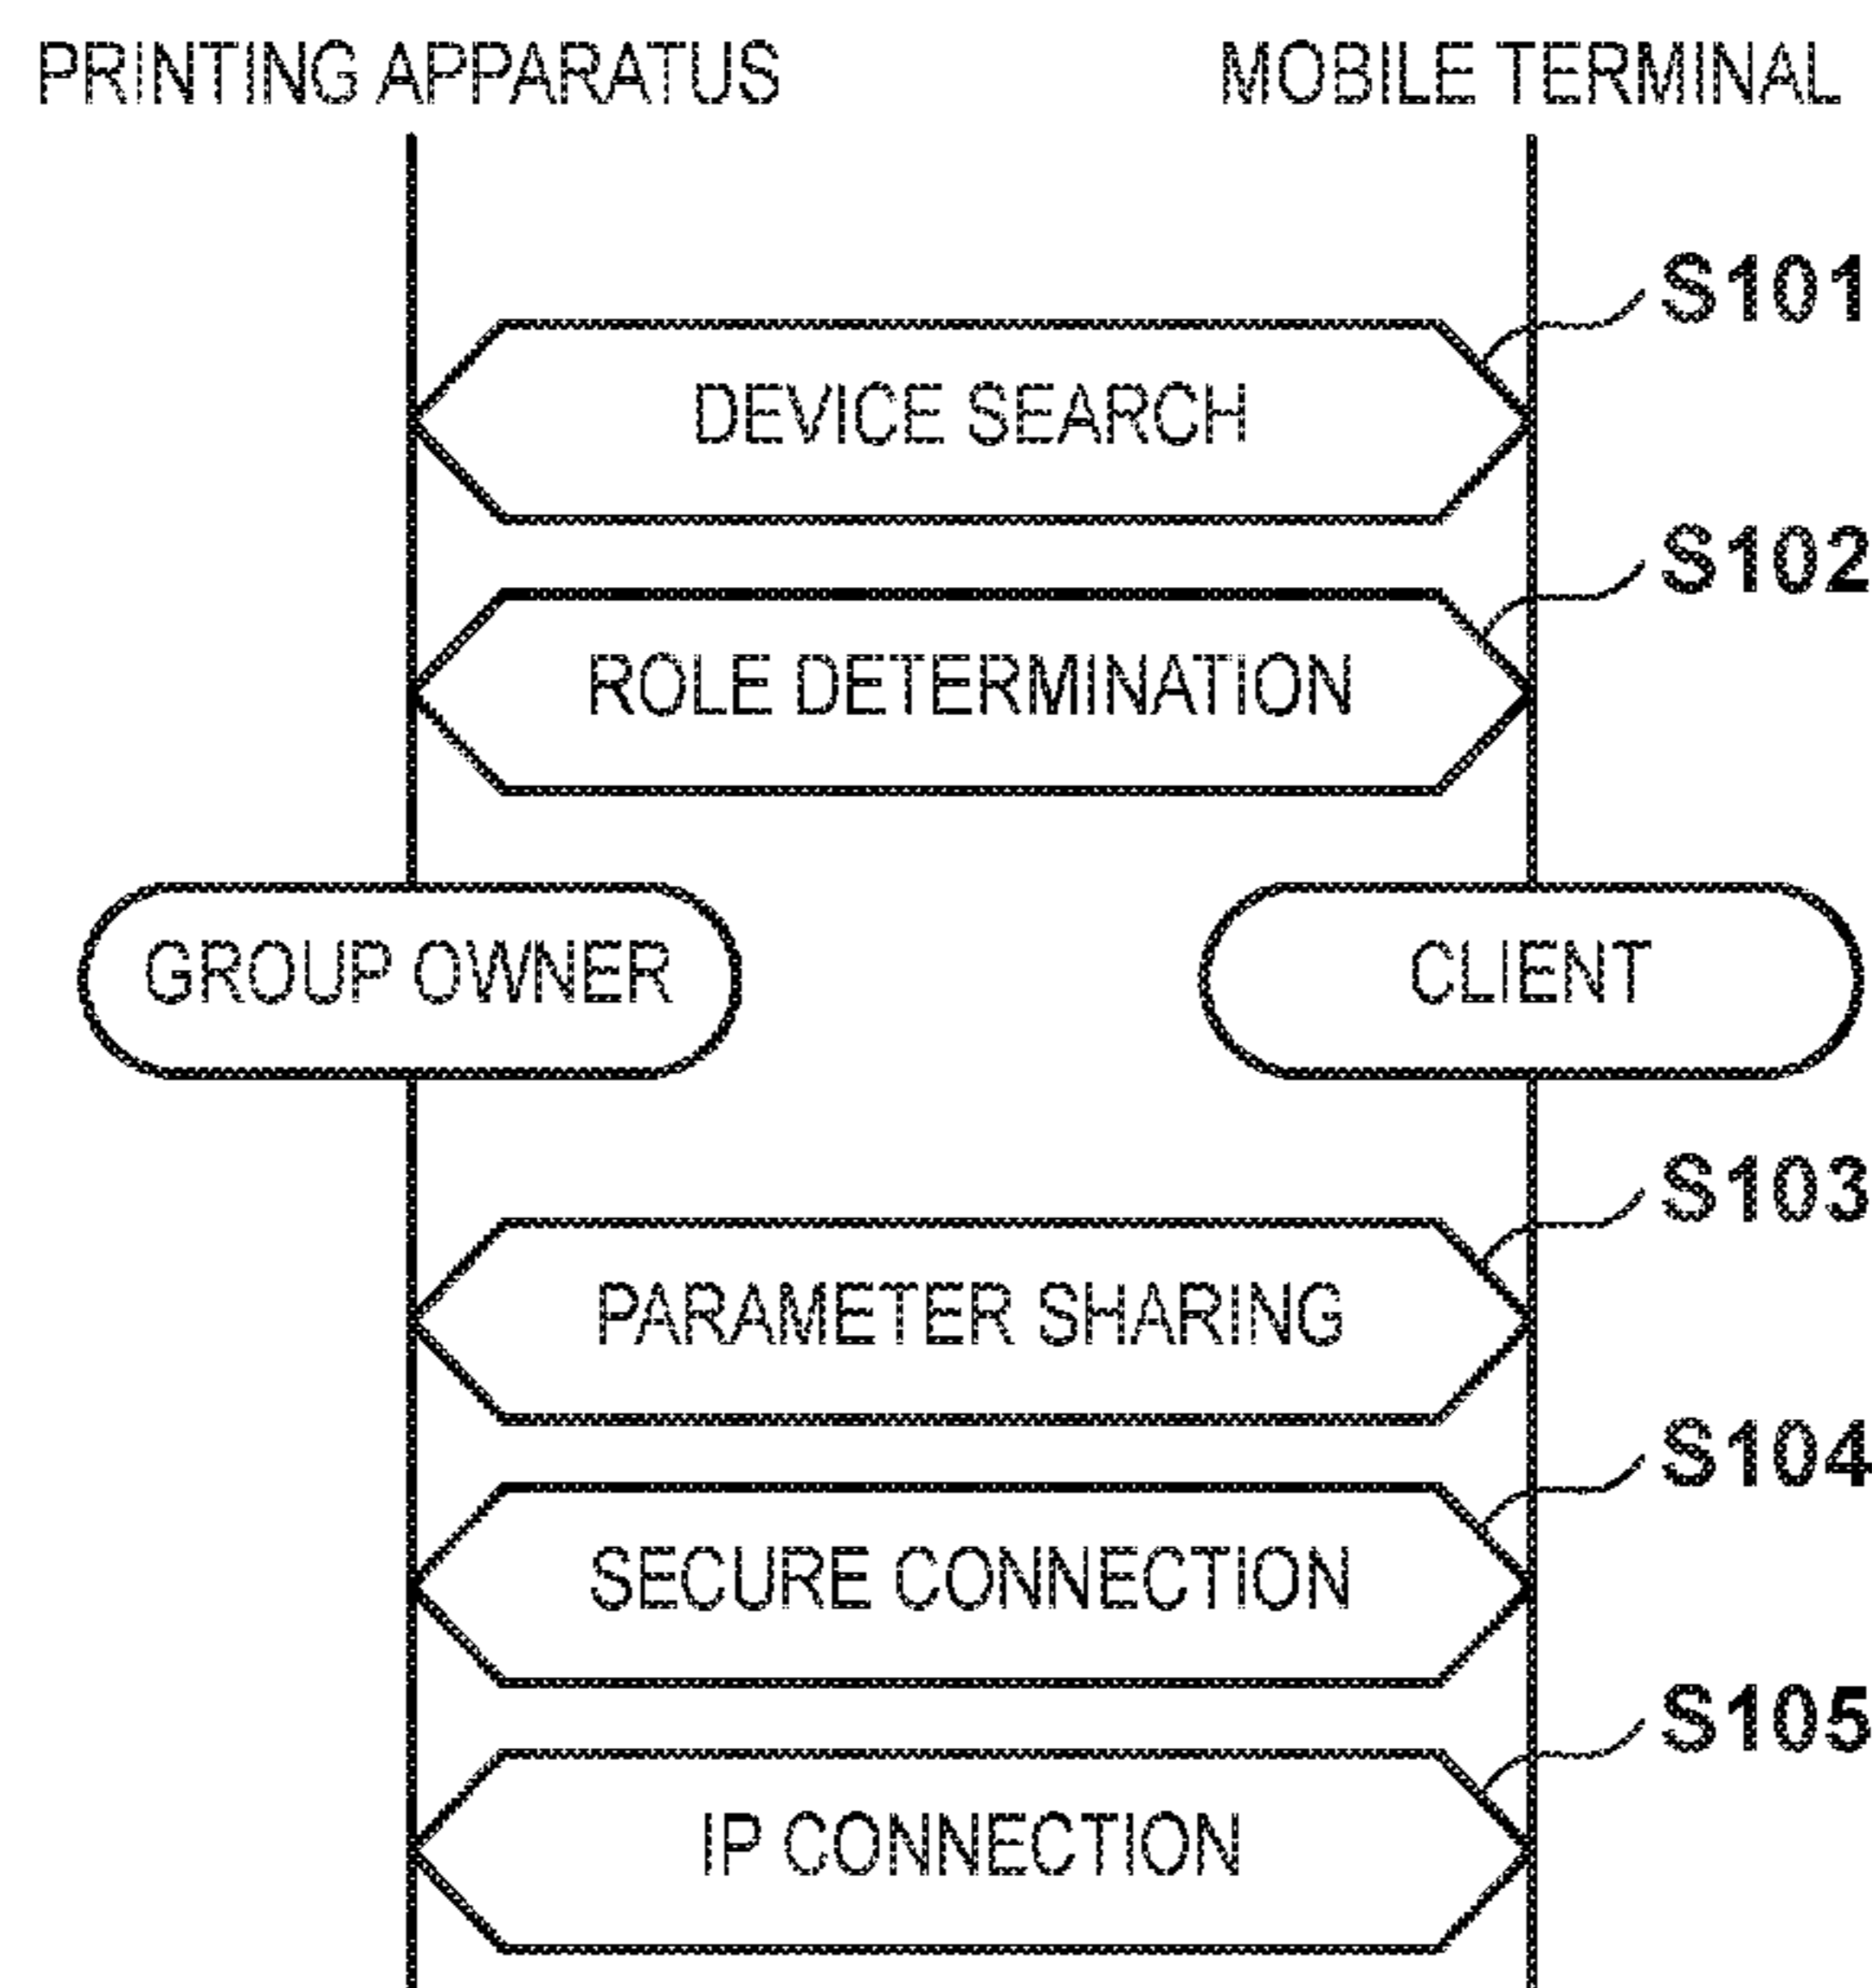 PRINTING APPARATUS
MOBILE TERMINAL
S101
DEVICE SEARCH
S102
ROLE DETERMINATION
GROUP OWNER
CLIENT
S103
PARAMETER SHARING
S104
SECURE CONNECTION
S105
IP CONNECTION